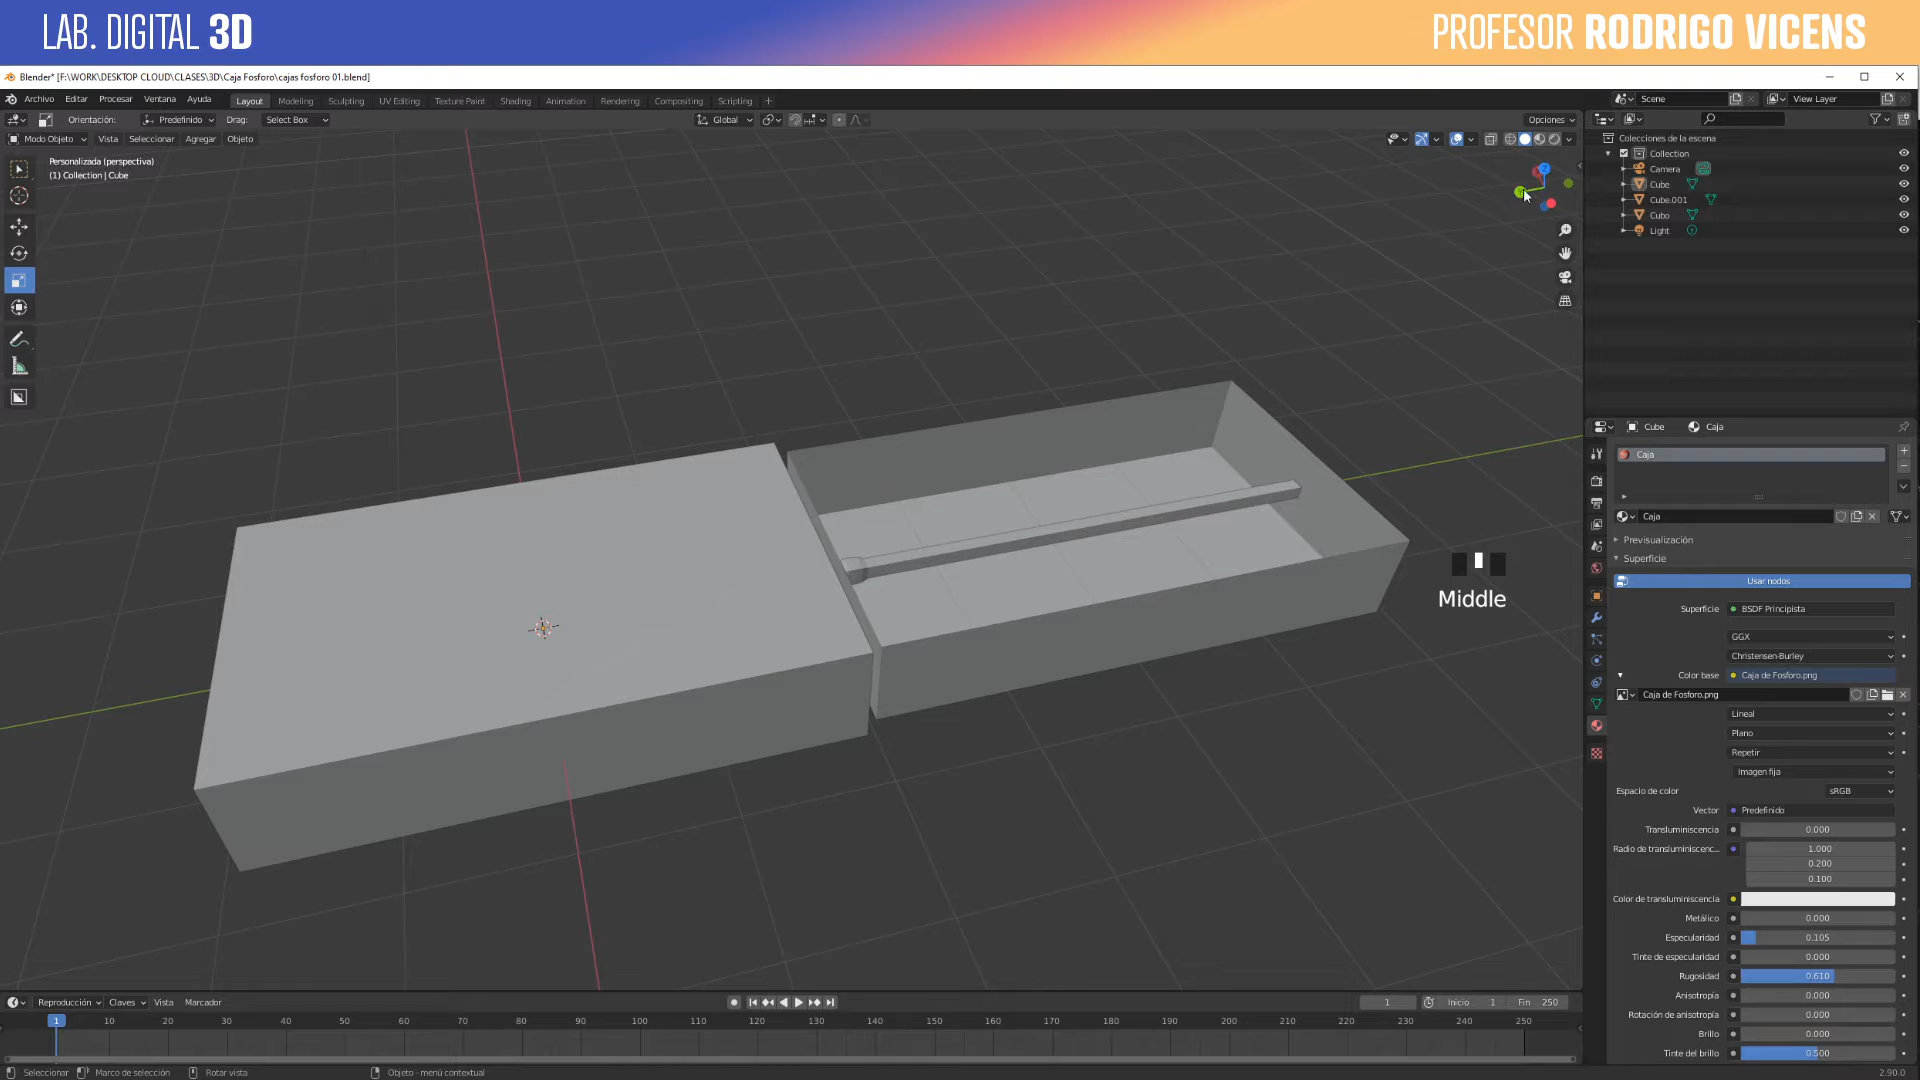 LAB. DIGITAL 3D
PROFESOR RODRIGO VICENS
Blender* [F:\WORK\DESKTOP CLOUD\CLASES\3D\Caja Fosforo\cajas fosforo 01.blend]
Archivo Editar Procesar Ventana Ayuda Layout Modeling Sculpting UV Editing Texture Paint Shading Animation Rendering Compositing Scripting + Scene View Layer
Orientación: Predefinido Drag: Select Box Global Opciones
Modo Objeto Vista Seleccionar Agregar Objeto
Personalizada (perspectiva)
(1) Collection | Cube
Colecciones de la escena
Collection
Camera
Cube
Cube.001
Cubo
Light
Cube Caja
Caja
Caja
Previsualización
Superficie
Usar nodos
Superficie BSDF Principista
GGX
Christensen-Burley
Color base Caja de Fosforo.png
Caja de Fosforo.png
Lineal
Plano
Repetir
Imagen fija
Espacio de color sRGB
Vector Predefinido
Transluminiscencia 0.000
Radio de transluminiscenc... 1.000
0.200
0.100
Color de transluminiscencia
Metálico 0.000
Especularidad 0.105
Tinte de especularidad 0.000
Rugosidad 0.610
Anisotropía 0.000
Rotación de anisotropía 0.000
Brillo 0.000
Tinte del brillo 0.500
Middle
Reproducción Claves Vista Marcador 1 Inicio 1 Fin 250
1 10 20 30 40 50 60 70 80 90 100 110 120 130 140 150 160 170 180 190 200 210 220 230 240 250
Seleccionar Marco de selección Rotar vista Objeto - menú contextual 2.90.0